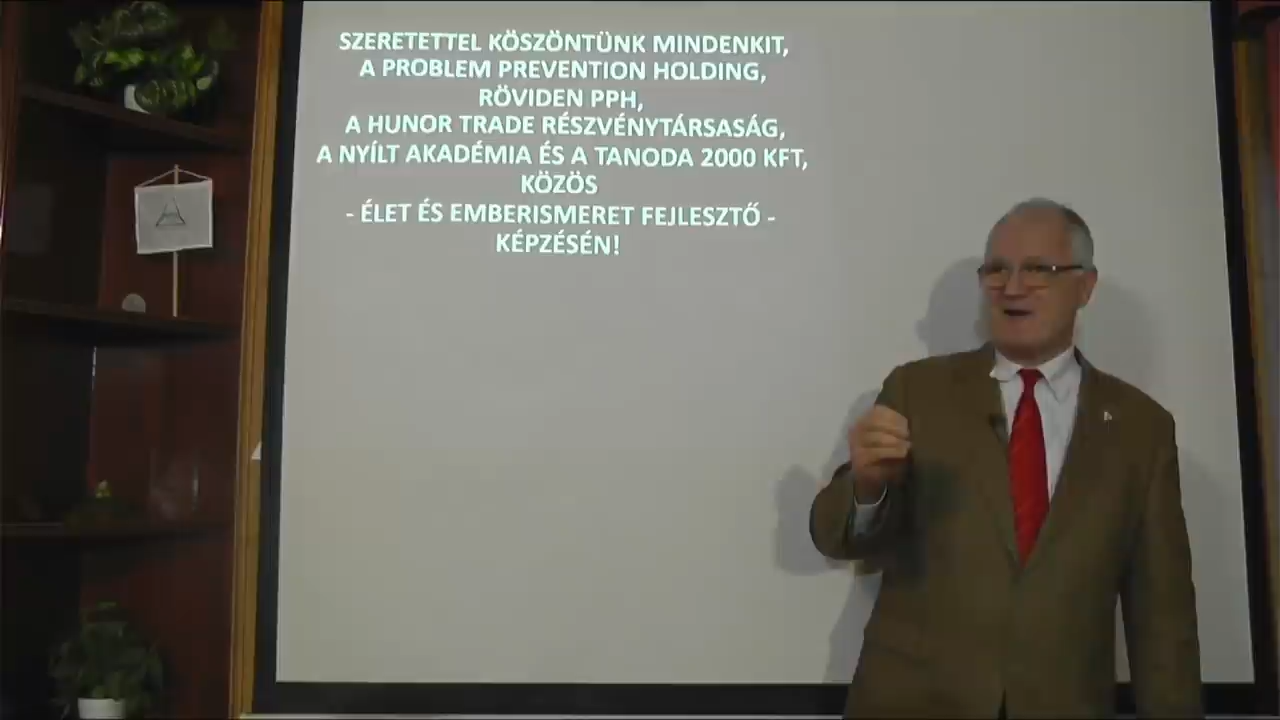 SZERETETTEL KÖSZÖNTÜNK MINDENKIT,
A PROBLEM PREVENTION HOLDING,
RÖVIDEN PPH,
A HUNOR TRADE RÉSZVÉNYTÁRSASÁG,
A NYÍLT AKADÉMIA ÉS A TANODA 2000 KFT,
KÖZÖS
- ÉLET ÉS EMBERISMERET FEJLESZTŐ -
KÉPZÉSÉN!